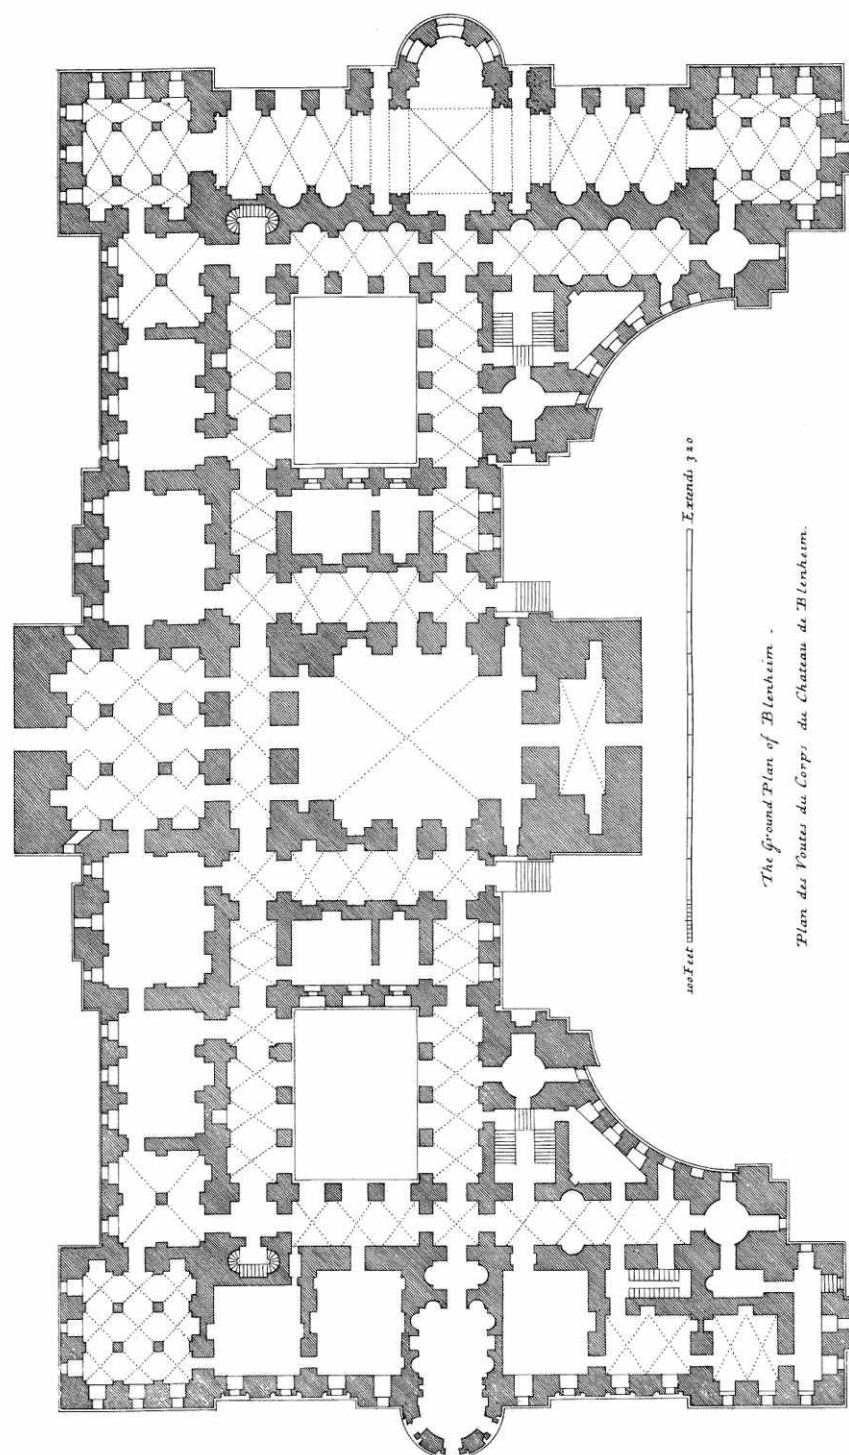 100 Feet Extends 320
The Ground Plan of Blenheim .
Plan des Voutes du Corps du Chateau de Blenheim.